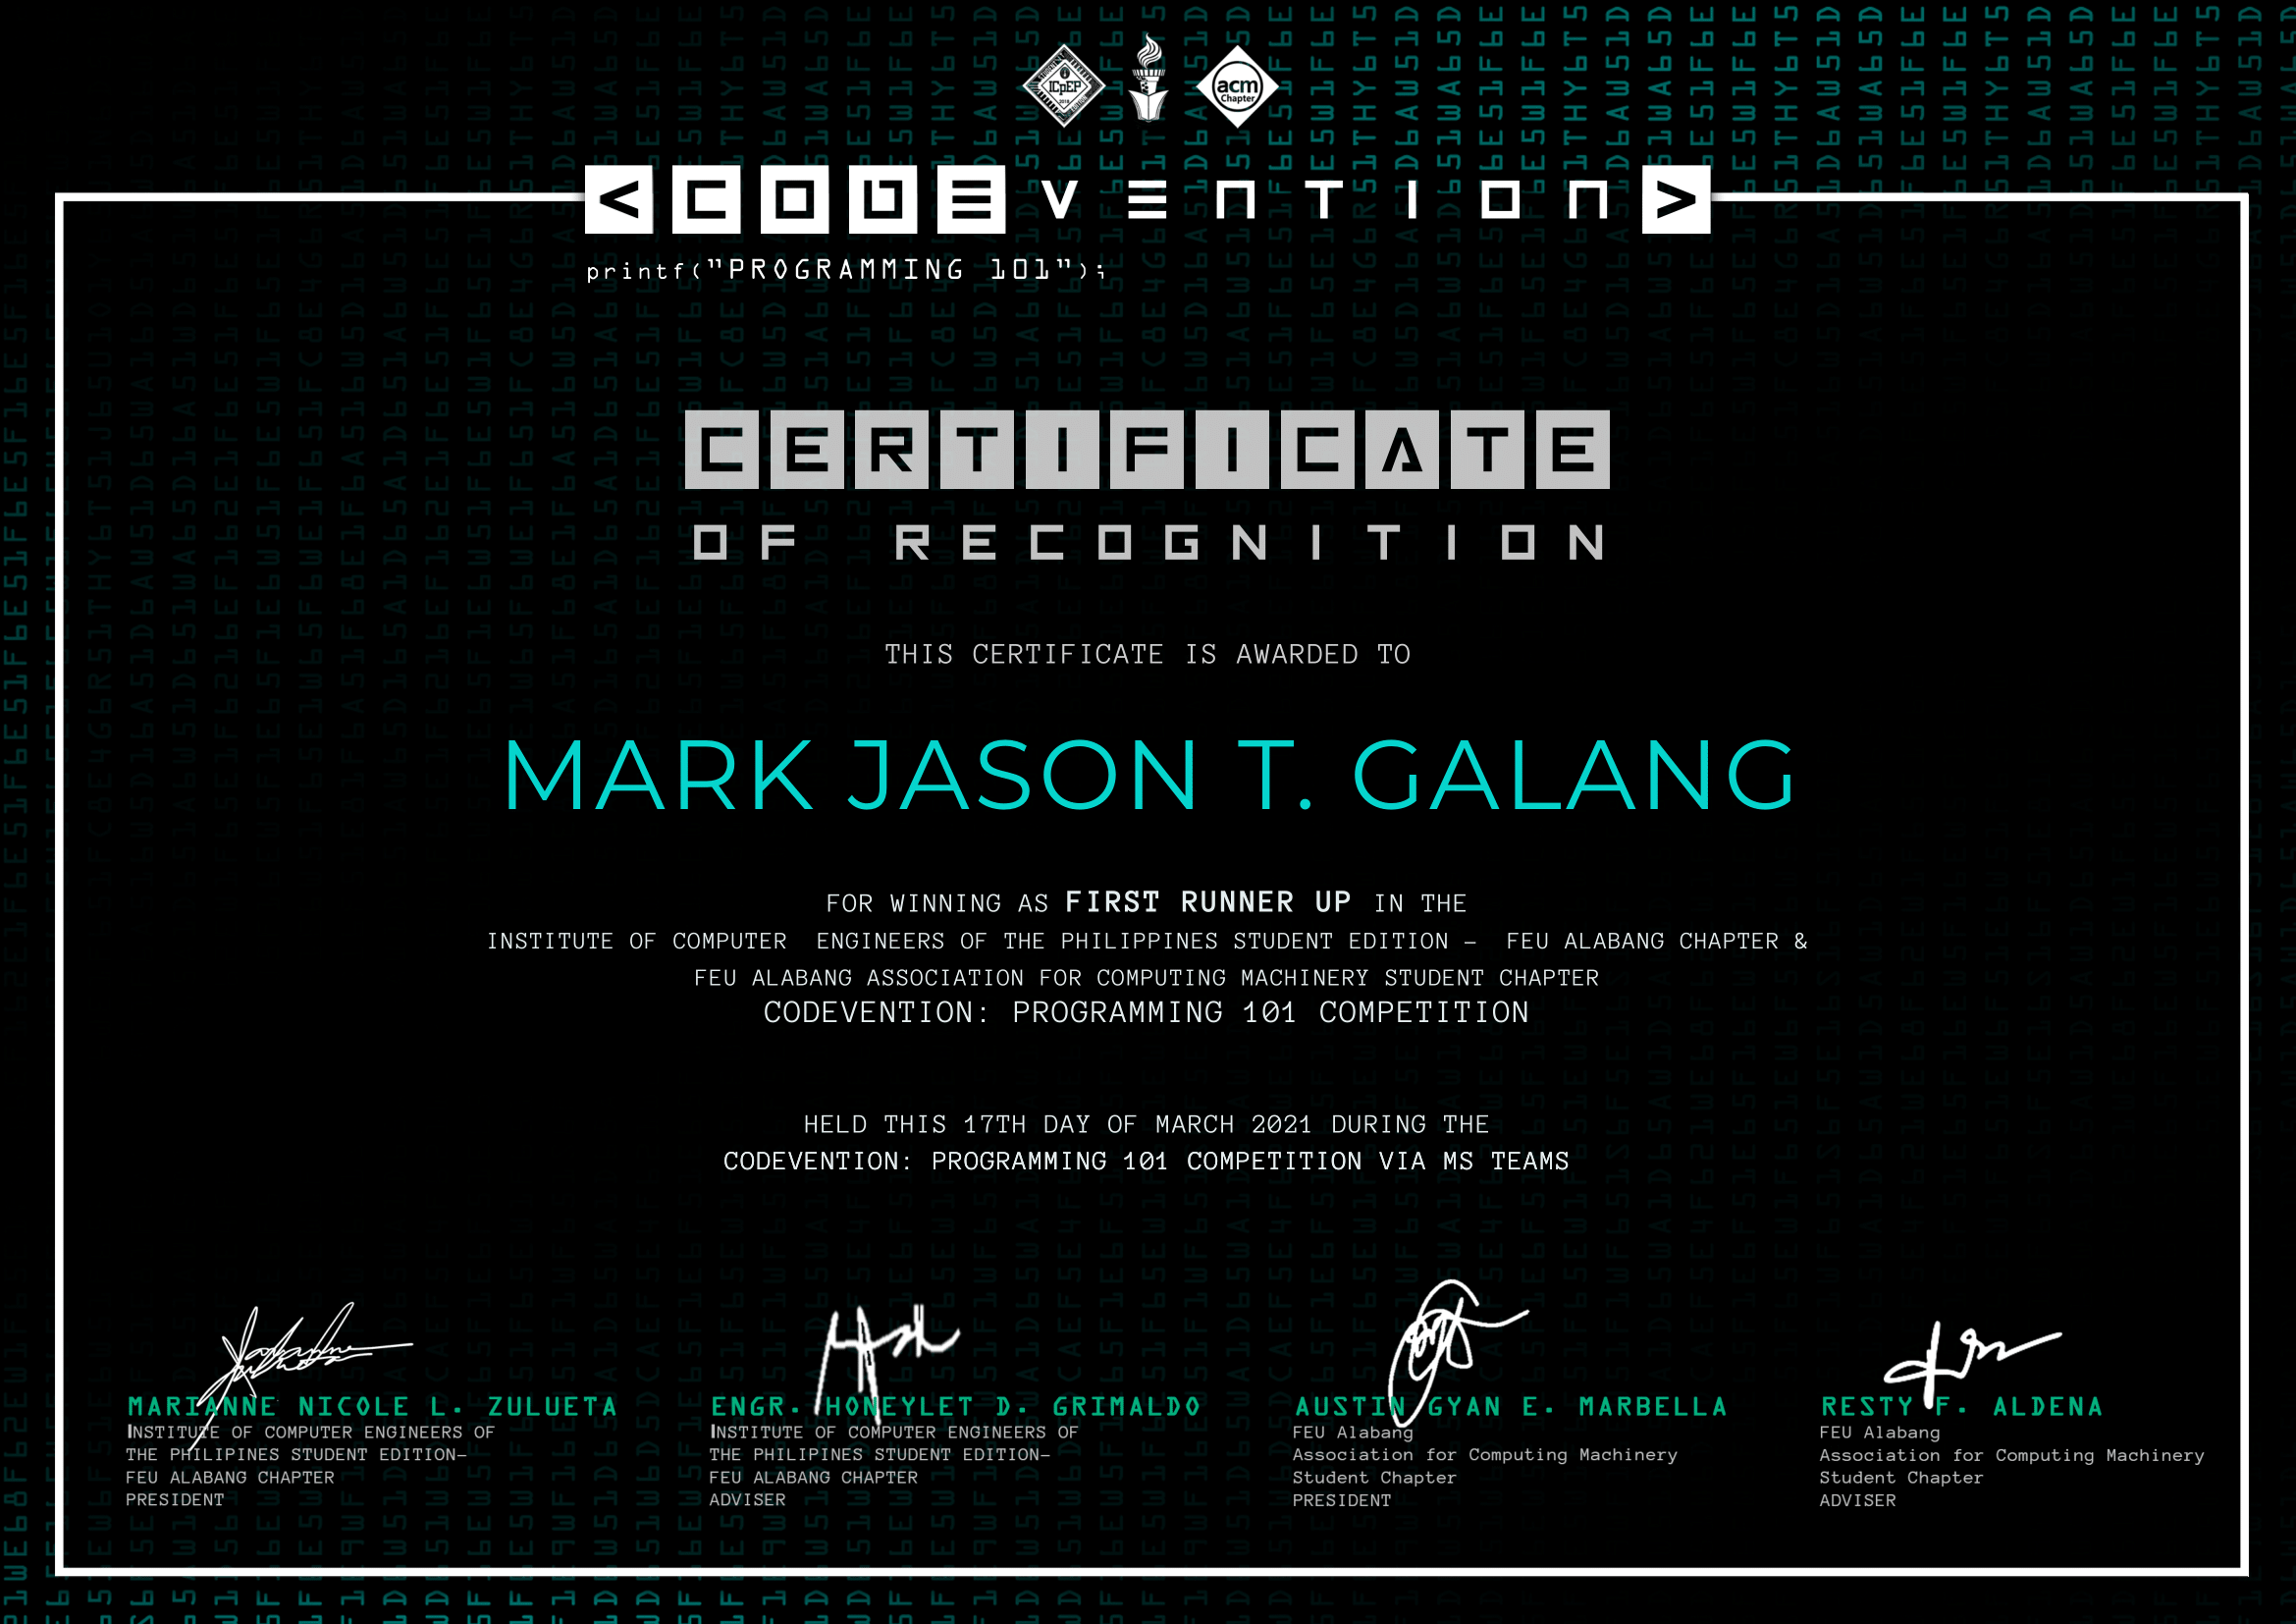 ICpEP
acm
Chapter
<CODEVENTION>
printf("PROGRAMMING 101");
CERTIFICATE
OF RECOGNITION
THIS CERTIFICATE IS AWARDED TO
MARK JASON T. GALANG
FOR WINNING AS FIRST RUNNER UP IN THE
INSTITUTE OF COMPUTER ENGINEERS OF THE PHILIPPINES STUDENT EDITION - FEU ALABANG CHAPTER &
FEU ALABANG ASSOCIATION FOR COMPUTING MACHINERY STUDENT CHAPTER
CODEVENTION: PROGRAMMING 101 COMPETITION
HELD THIS 17TH DAY OF MARCH 2021 DURING THE
CODEVENTION: PROGRAMMING 101 COMPETITION VIA MS TEAMS
MARIANNE NICOLE L. ZULUETA
INSTITUTE OF COMPUTER ENGINEERS OF
THE PHILIPINES STUDENT EDITION-
FEU ALABANG CHAPTER
PRESIDENT
ENGR. HONEYLET D. GRIMALDO
INSTITUTE OF COMPUTER ENGINEERS OF
THE PHILIPINES STUDENT EDITION-
FEU ALABANG CHAPTER
ADVISER
AUSTIN GYAN E. MARBELLA
FEU Alabang
Association for Computing Machinery
Student Chapter
PRESIDENT
RESTY F. ALDENA
FEU Alabang
Association for Computing Machinery
Student Chapter
ADVISER